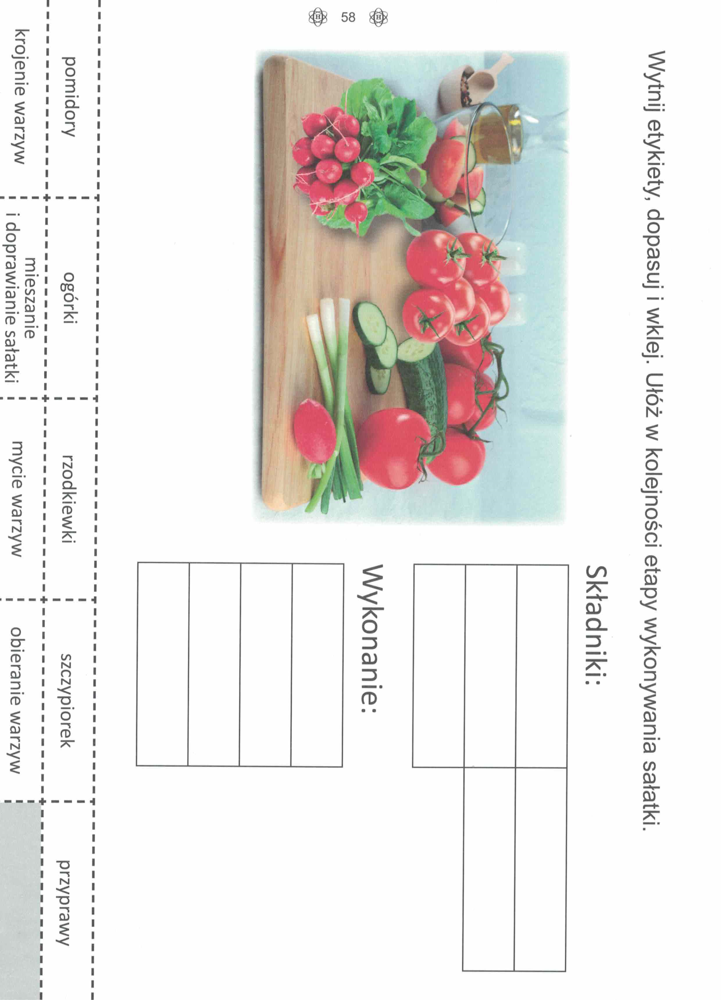 Wytnij etykiety, dopasuj i wklej. Ułóż w kolejności etapy wykonywania sałatki.
Składniki:
Wykonanie:
58
pomidory
ogórki
rzodkiewki
szczypiorek
przyprawy
krojenie warzyw
mieszanie
i doprawianie sałatki
mycie warzyw
obieranie warzyw